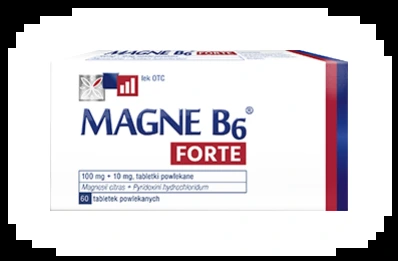 lek OTC
MAGNE B6®
FORTE
100 mg + 10 mg, tabletki powlekane
Magnesii citras + Pyridoxini hydrochloridum
60 tabletek powlekanych